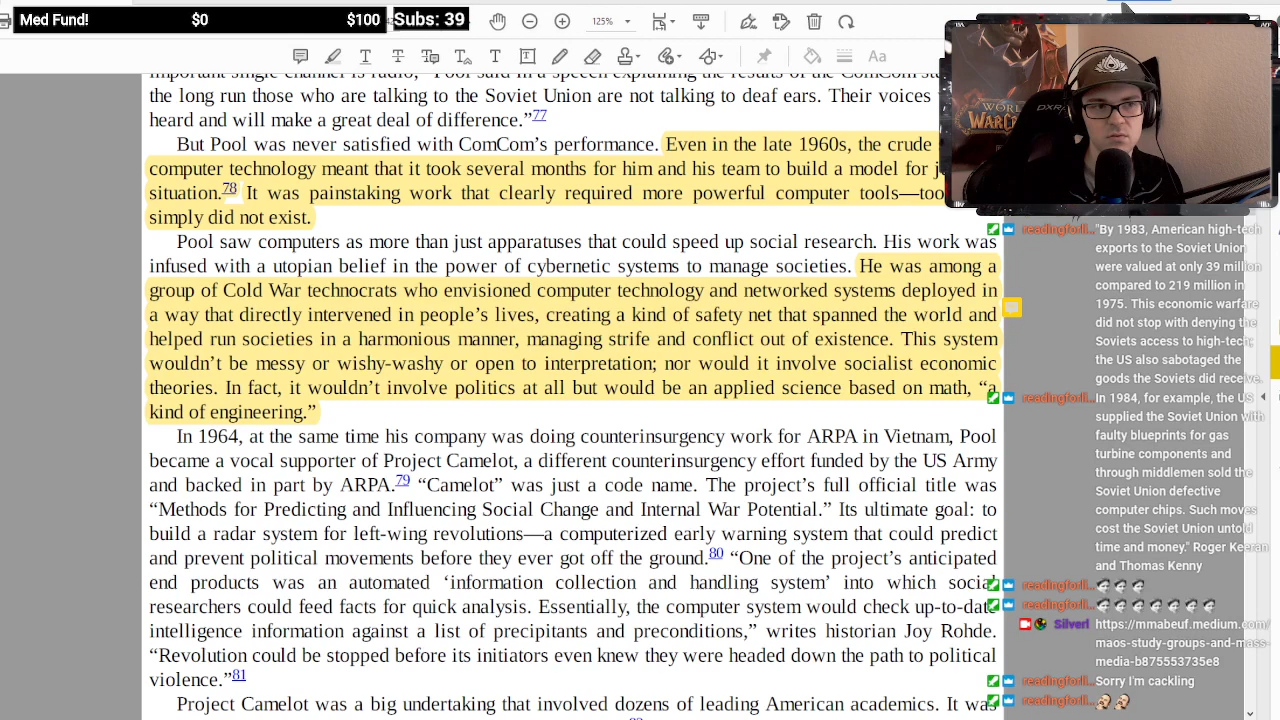 Med Fund! $0 $100 Subs: 39
125%
Aa
the long run those who are talking to the Soviet Union are not talking to deaf ears. Their voices
heard and will make a great deal of difference.”77
But Pool was never satisfied with ComCom’s performance. Even in the late 1960s, the crude
computer technology meant that it took several months for him and his team to build a model for
situation.78 It was painstaking work that clearly required more powerful computer tools—
simply did not exist.
Pool saw computers as more than just apparatuses that could speed up social research. His work was
infused with a utopian belief in the power of cybernetic systems to manage societies. He was among a
group of Cold War technocrats who envisioned computer technology and networked systems deployed in
a way that directly intervened in people’s lives, creating a kind of safety net that spanned the world and
helped run societies in a harmonious manner, managing strife and conflict out of existence. This system
wouldn’t be messy or wishy-washy or open to interpretation; nor would it involve socialist economic
theories. In fact, it wouldn’t involve politics at all but would be an applied science based on math, “a
kind of engineering.”
In 1964, at the same time his company was doing counterinsurgency work for ARPA in Vietnam, Pool
became a vocal supporter of Project Camelot, a different counterinsurgency effort funded by the US Army
and backed in part by ARPA.79 “Camelot” was just a code name. The project’s full official title was
“Methods for Predicting and Influencing Social Change and Internal War Potential.” Its ultimate goal: to
build a radar system for left-wing revolutions—a computerized early warning system that could predict
and prevent political movements before they ever got off the ground.80 “One of the project’s anticipated
end products was an automated ‘information collection and handling system’ into which social
researchers could feed facts for quick analysis. Essentially, the computer system would check up-to-date
intelligence information against a list of precipitants and preconditions,” writes historian Joy Rohde.
“Revolution could be stopped before its initiators even knew they were headed down the path to political
violence.”81
Project Camelot was a big undertaking that involved dozens of leading American academics. It was
WORLD
WARCRAFT
DXR
readingforli... "By 1983, American high-tech
exports to the Soviet Union
were valued at only 39 million
compared to 219 million in
1975. This economic warfare
did not stop with denying the
Soviets access to high-tech;
the US also sabotaged the
goods the Soviets did receive.
readingforli... In 1984, for example, the US
supplied the Soviet Union with
faulty blueprints for gas
turbine components and
through middlemen sold the
Soviet Union defective
computer chips. Such moves
cost the Soviet Union untold
time and money." Roger Keeran
and Thomas Kenny
readingforli...
readingforli...
Silverl https://mmabeuf.medium.com/
maos-study-groups-and-mass-
media-b875553735e8
readingforli... Sorry I'm cackling
readingforli...